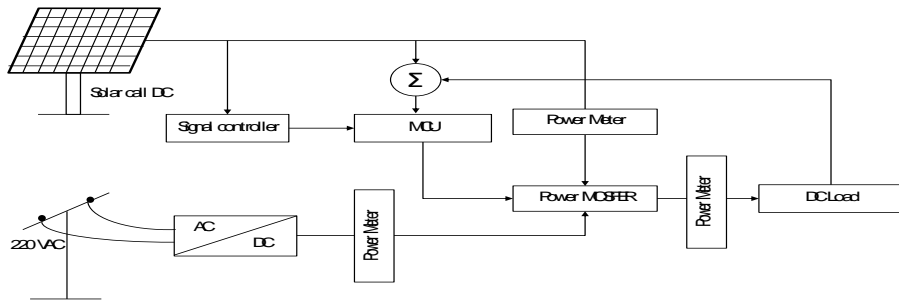 Solar call DC
Σ
Signal controller
MCU
Power Meter
Power MOSFER
Power Meter
DC Load
220 VAC
AC
DC
Power Meter